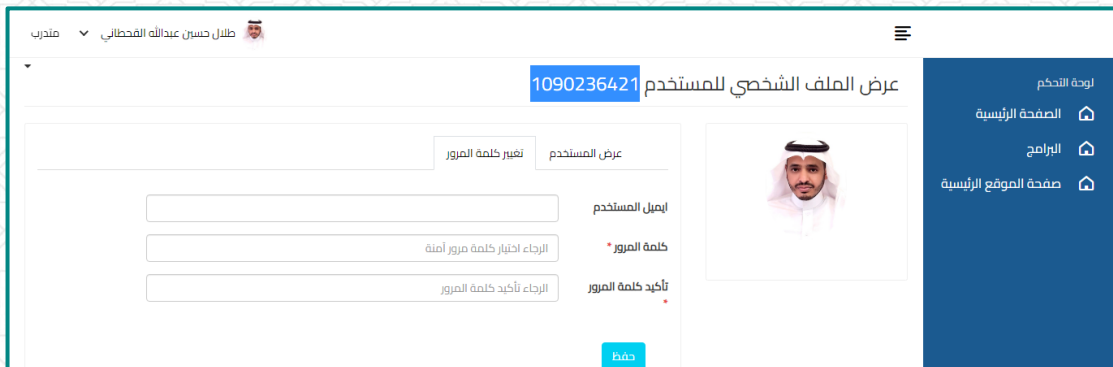 طلال حسين عبدالله القحطاني
متدرب
لوحة التحكم
الصفحة الرئيسية
البرامج
صفحة الموقع الرئيسية
عرض الملف الشخصي للمستخدم 1090236421
عرض المستخدم
تغيير كلمة المرور
ايميل المستخدم
كلمة المرور *
الرجاء اختيار كلمة مرور آمنة
تأكيد كلمة المرور
*
الرجاء تأكيد كلمة المرور
حفظ